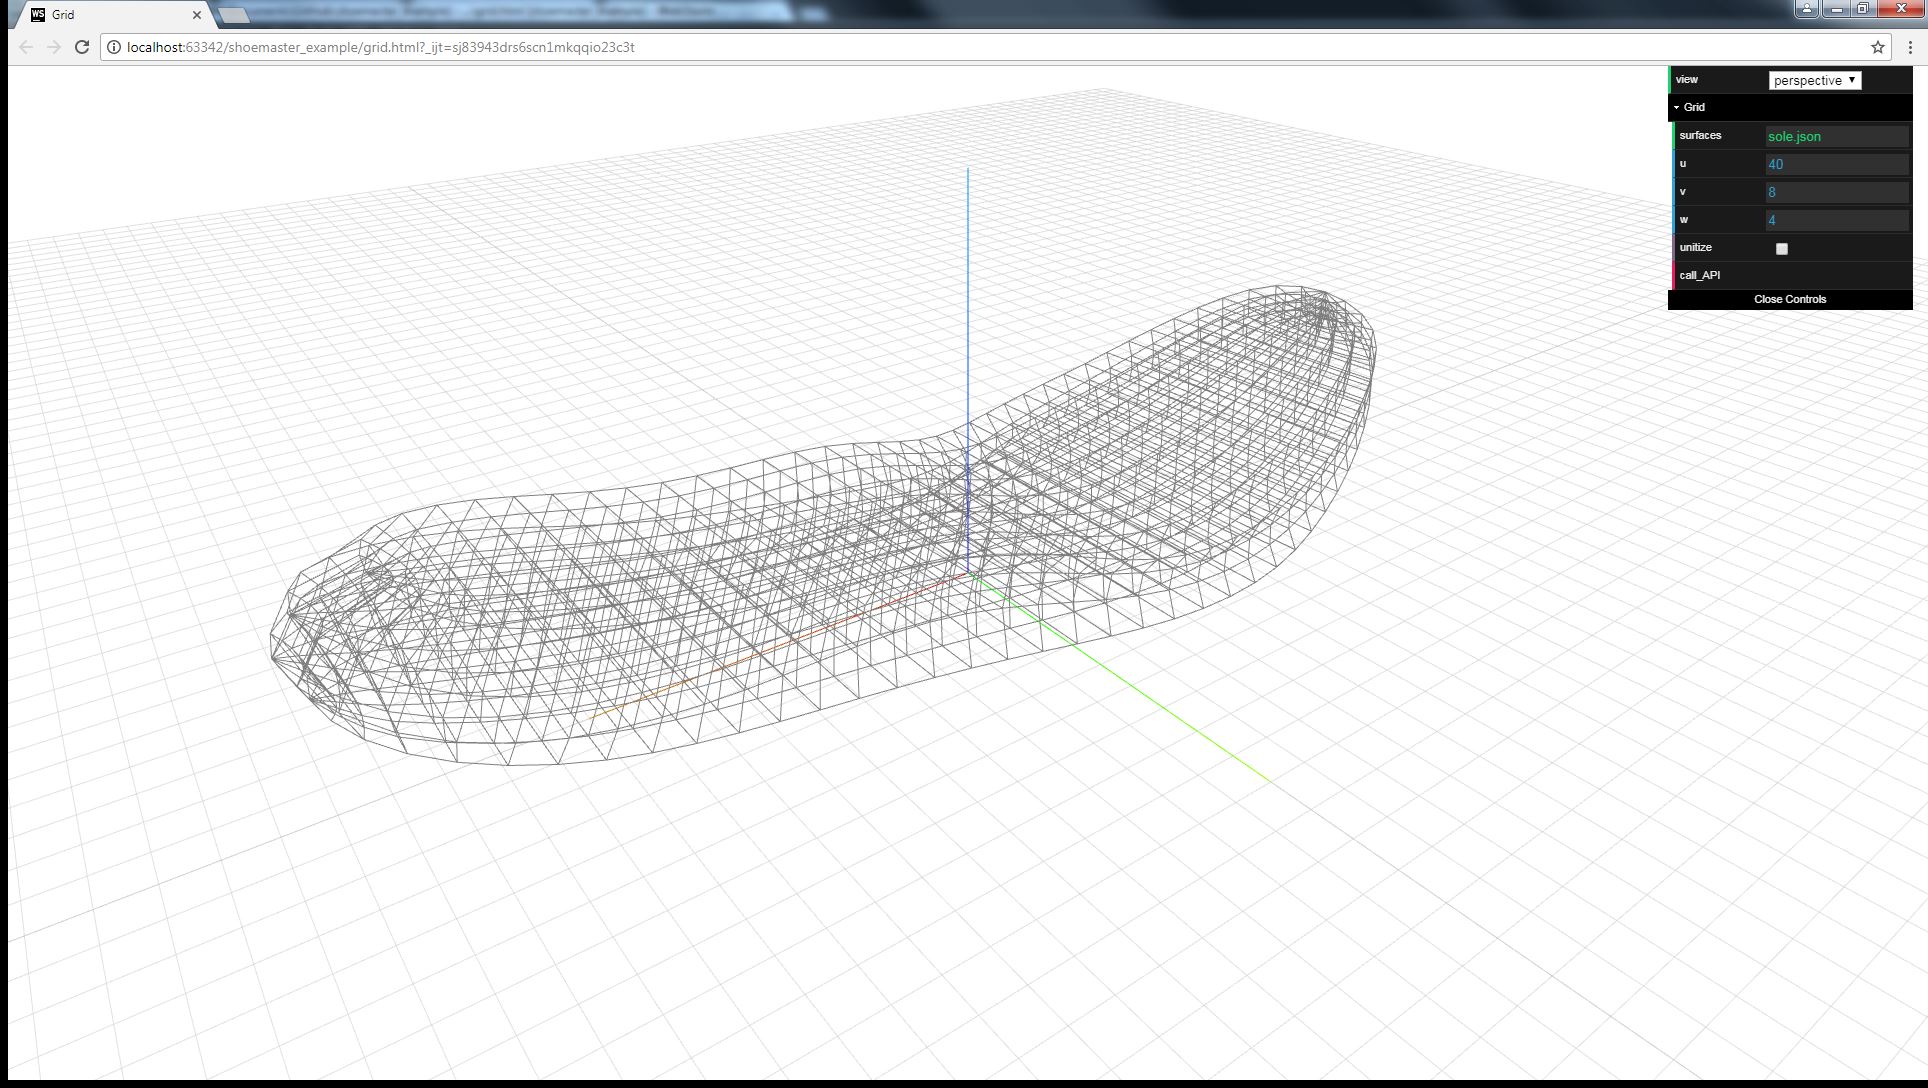 WS Grid
localhost:63342/shoemaster_example/grid.html?_ijt=sj83943drs6scn1mkqqio23c3t
view perspective
Grid
surfaces sole.json
u 40
v 8
w 4
unitize
call_API
Close Controls